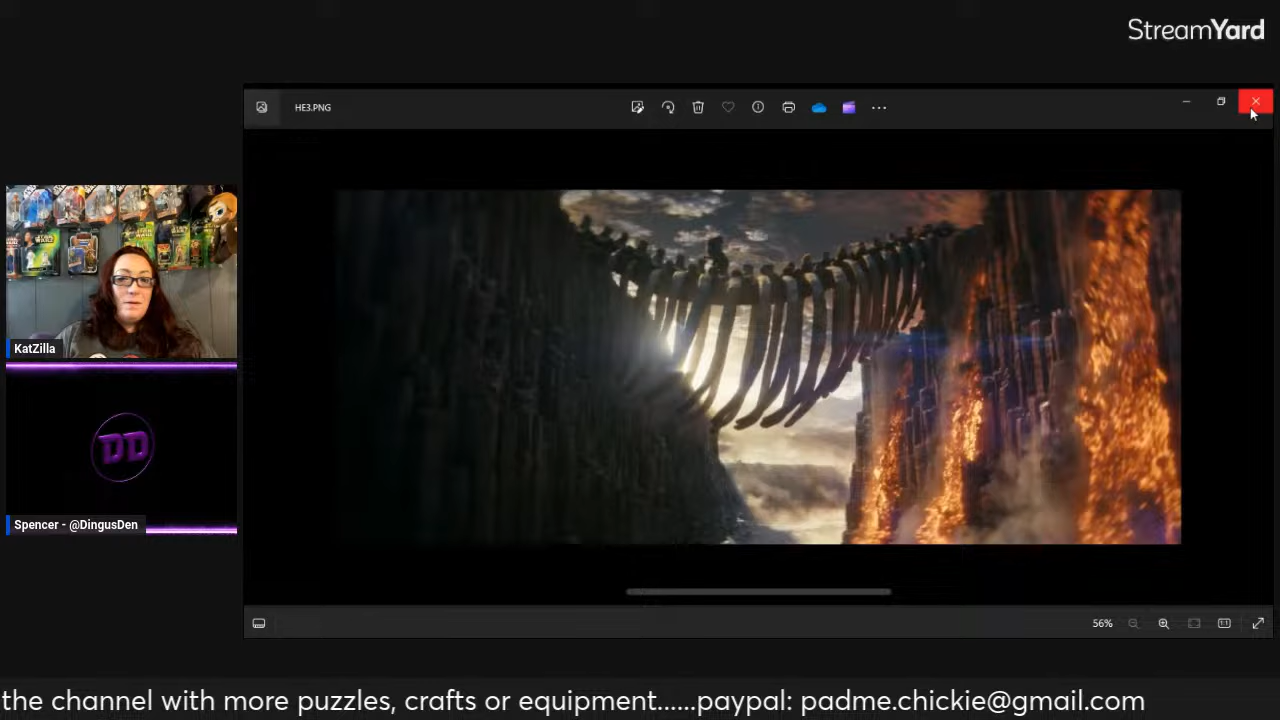 StreamYard
HE3.PNG
KatZilla
DD
Spencer - @DingusDen
56%
the channel with more puzzles, crafts or equipment......paypal: padme.chickie@gmail.com